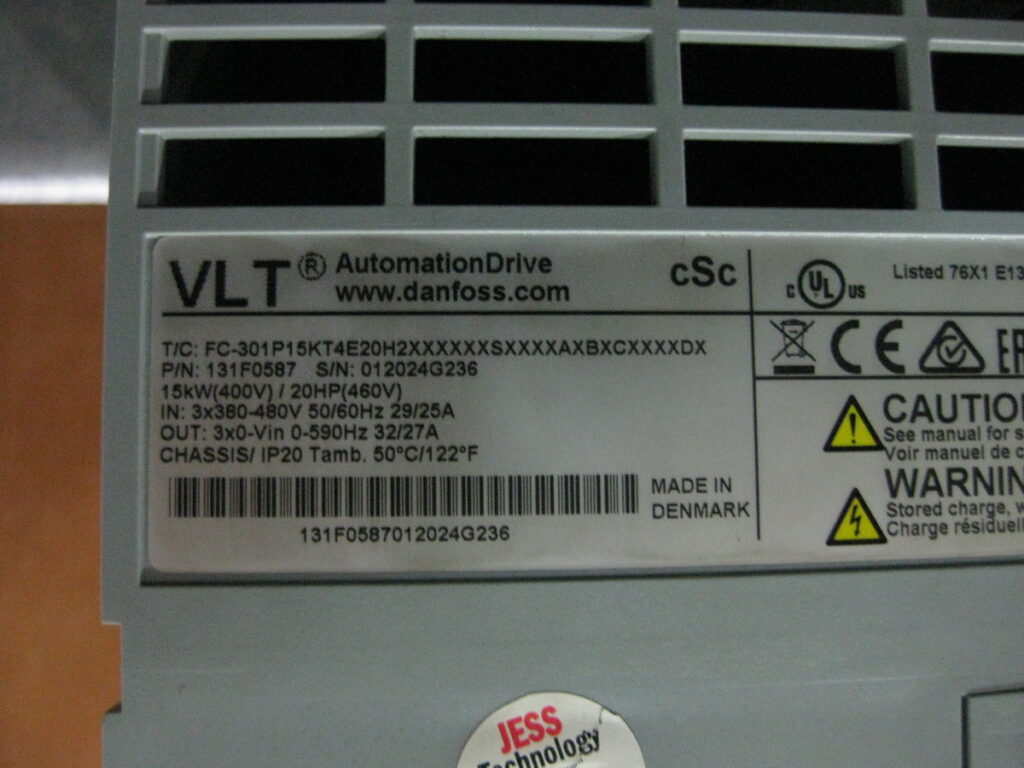 VLT® AutomationDrive
www.danfoss.com
cSc
T/C: FC-301P15KT4E20H2XXXXXXSXXXXAXBXCXXXXDX
P/N: 131F0587 S/N: 012024G236
15kW(400V) / 20HP(460V)
IN: 3x380-480V 50/60Hz 29/25A
OUT: 3x0-Vin 0-590Hz 32/27A
CHASSIS/ IP20 Tamb. 50°C/122°F
MADE IN
DENMARK
131F0587012024G236
c UL US
Listed 76X1 E13
CE
CAUTIO
See manual for s
Voir manuel de c
WARNIN
Stored charge, w
Charge résiduel
JESS
Technology